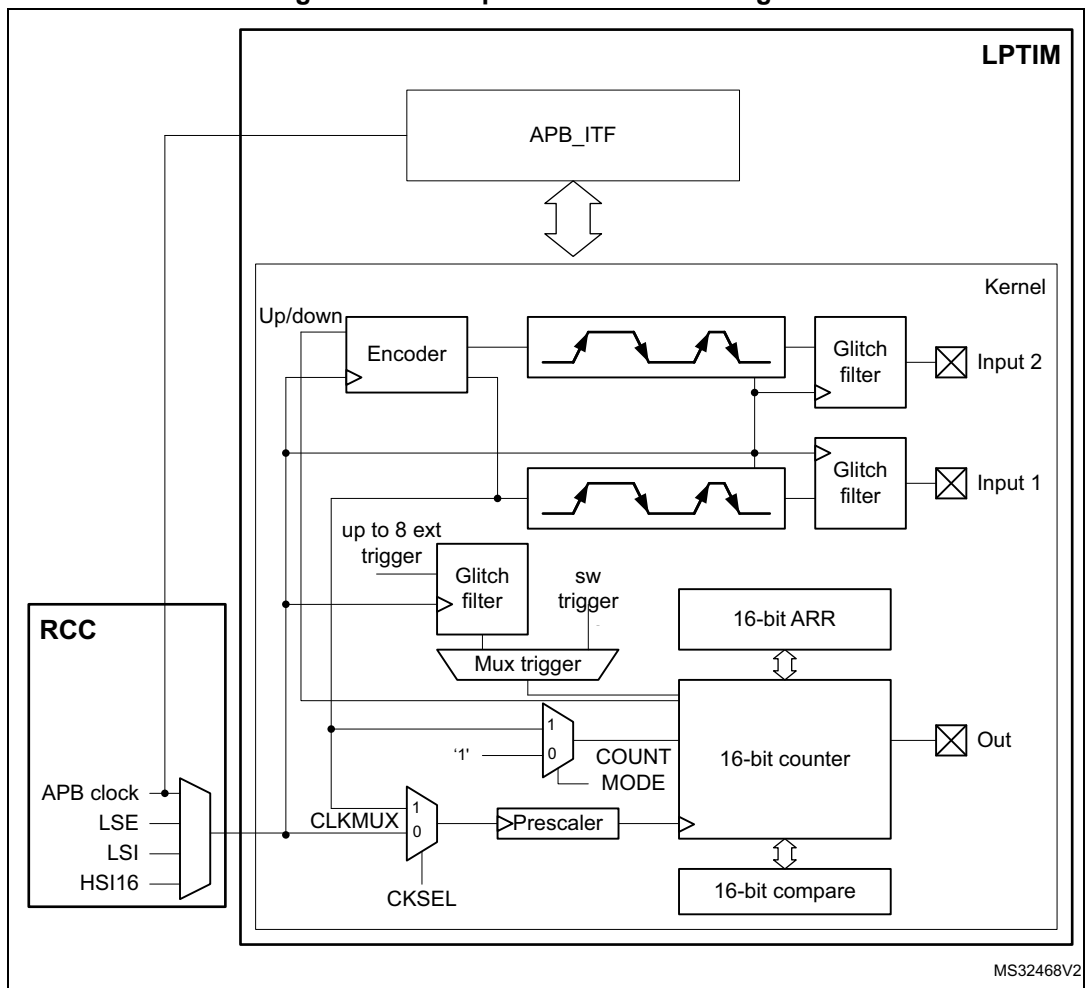 LPTIM
APB_ITF
Kernel
Up/down
Encoder
Glitch
filter
Input 2
Glitch
filter
Input 1
up to 8 ext
trigger
Glitch
filter
sw
trigger
16-bit ARR
RCC
Mux trigger
1
'1'
0
COUNT
MODE
16-bit counter
Out
APB clock
LSE
LSI
HSI16
CLKMUX
1
0
Prescaler
CKSEL
16-bit compare
MS32468V2